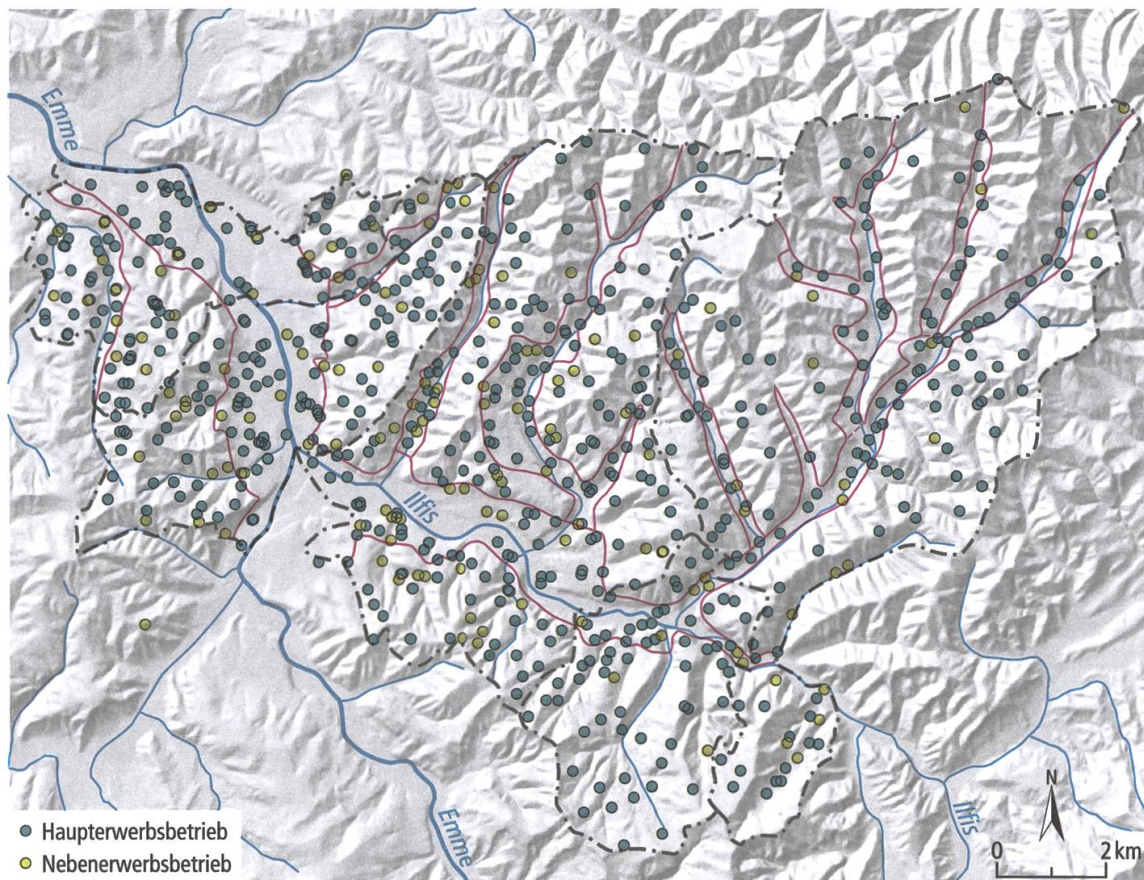 Emme
Ilfis
Emme
Ilfis
Haupterwerbsbetrieb
Nebenerwerbsbetrieb
N
0 2 km